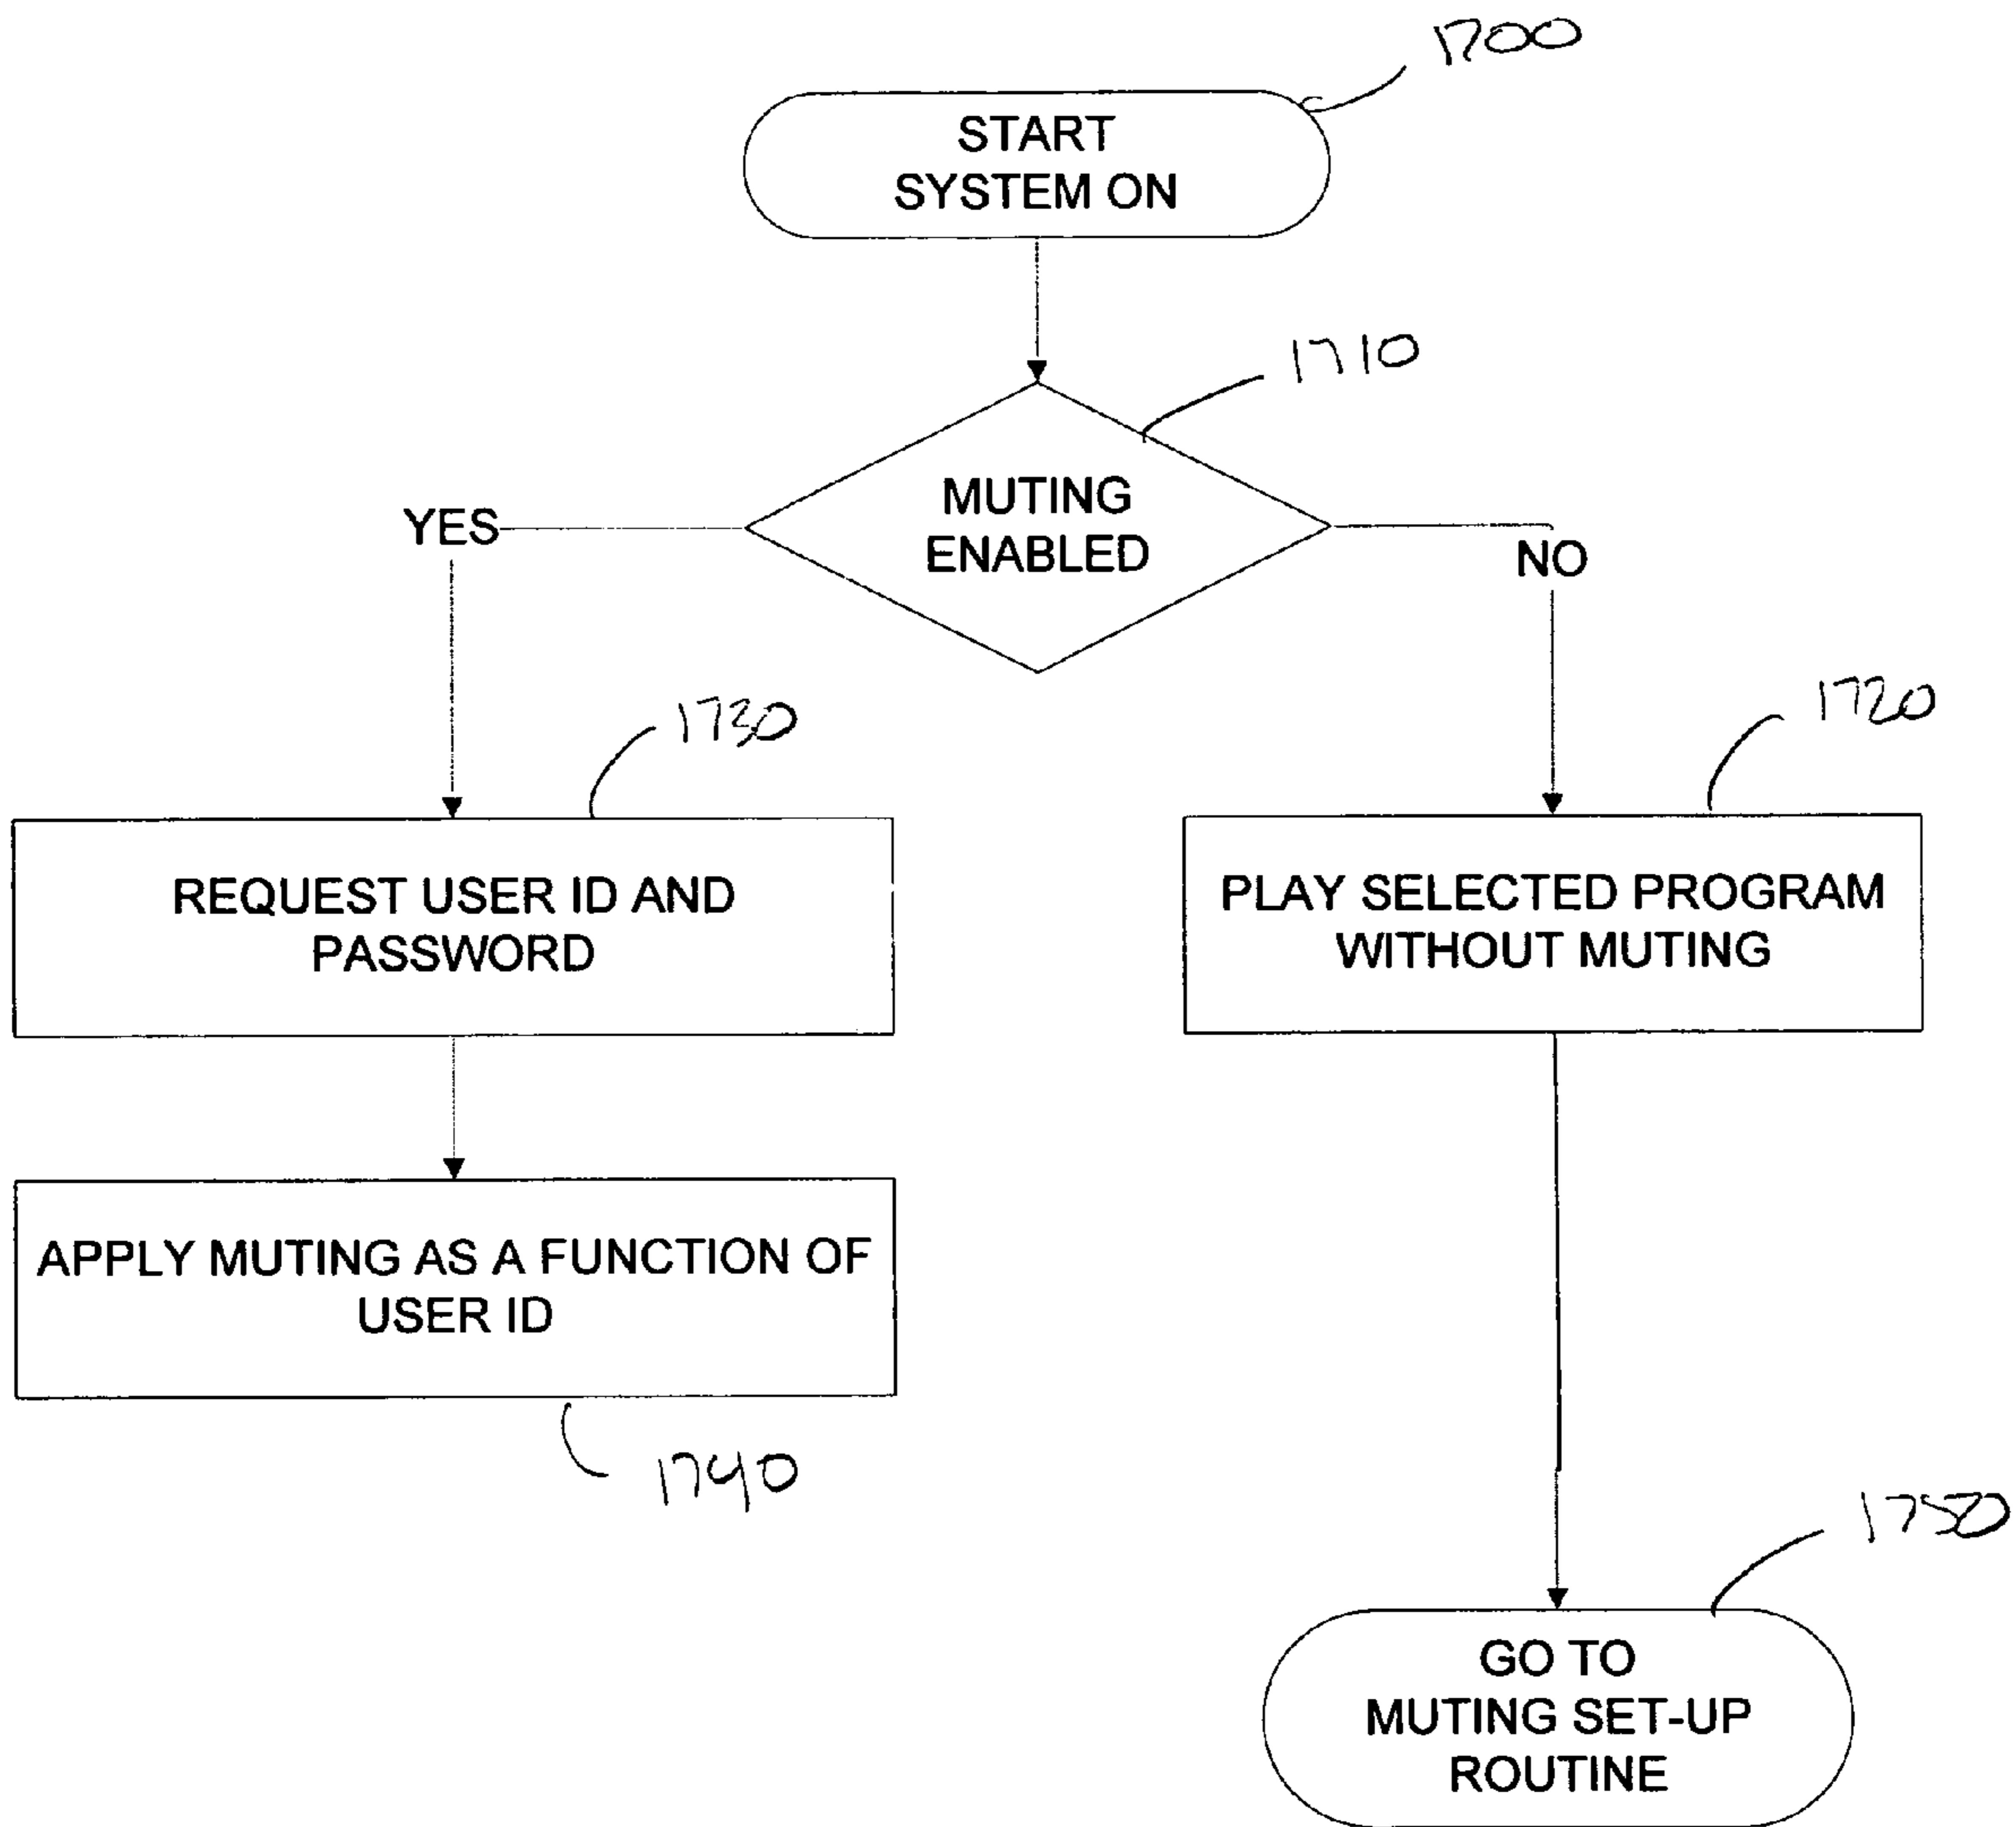 1700
START
SYSTEM ON
1710
MUTING
ENABLED
YES
NO
1730
1720
REQUEST USER ID AND
PASSWORD
PLAY SELECTED PROGRAM
WITHOUT MUTING
APPLY MUTING AS A FUNCTION OF
USER ID
1740
1750
GO TO
MUTING SET-UP
ROUTINE